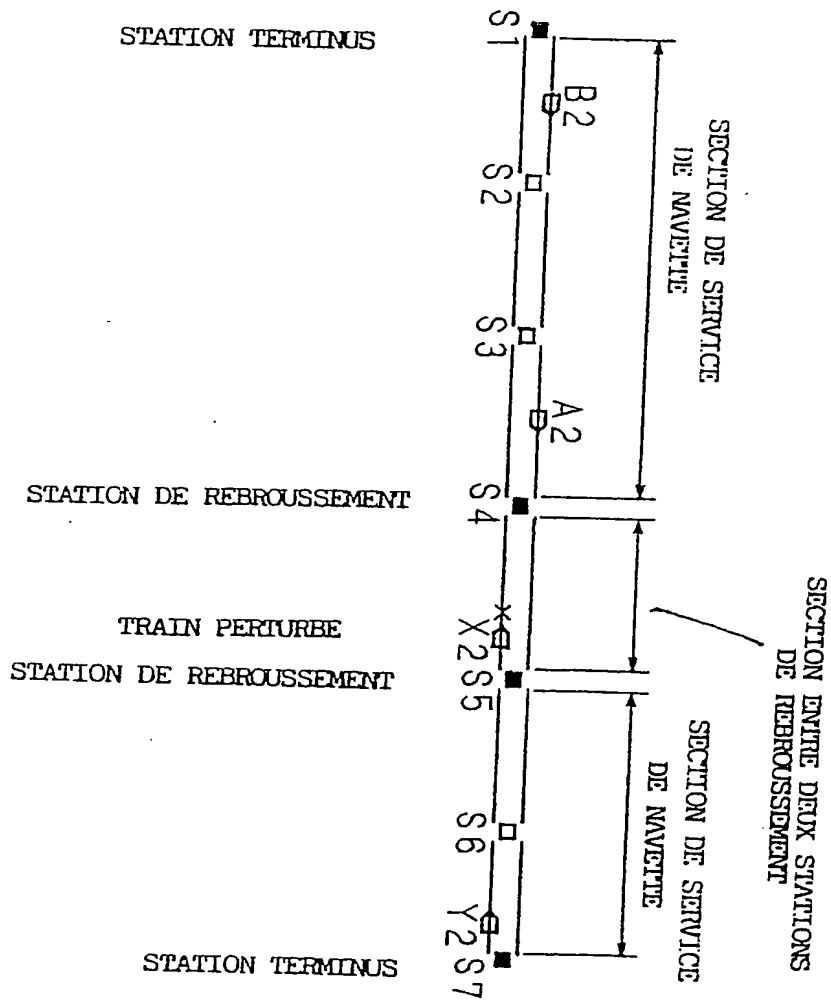 STATION TERMINUS
S1
B2
SECTION DE SERVICE
DE NAVETTE
S2
S3
A2
STATION DE REBROUSSEMENT
S4
SECTION ENTRE DEUX STATIONS
DE REBROUSSEMENT
TRAIN PERTURBE
X
X2
STATION DE REBROUSSEMENT
S5
SECTION DE SERVICE
DE NAVETTE
S6
Y2
STATION TERMINUS
S7